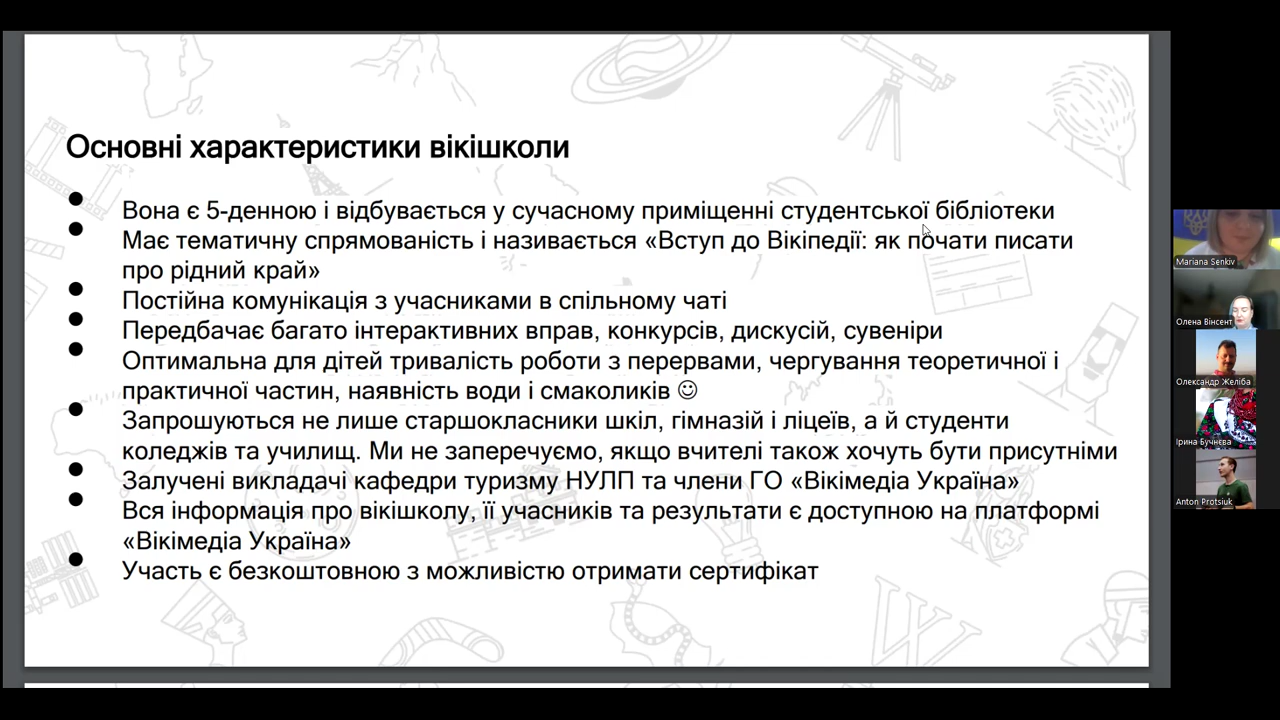 Основні характеристики вікішколи
● Вона є 5-денною і відбувається у сучасному приміщенні студентської бібліотеки
● Має тематичну спрямованість і називається «Вступ до Вікіпедії: як почати писати
про рідний край»
● Постійна комунікація з учасниками в спільному чаті
● Передбачає багато інтерактивних вправ, конкурсів, дискусій, сувеніри
● Оптимальна для дітей тривалість роботи з перервами, чергування теоретичної і
практичної частин, наявність води і смаколиків ☺
● Запрошуються не лише старшокласники шкіл, гімназій і ліцеїв, а й студенти
коледжів та училищ. Ми не заперечуємо, якщо вчителі також хочуть бути присутніми
● Залучені викладачі кафедри туризму НУЛП та члени ГО «Вікімедіа Україна»
● Вся інформація про вікішколу, її учасників та результати є доступною на платформі
«Вікімедіа Україна»
● Участь є безкоштовною з можливістю отримати сертифікат
Mariana Senkiv
Олена Вінсент
Олександр Желіба
Ірина Бучнєва
Anton Protsiuk